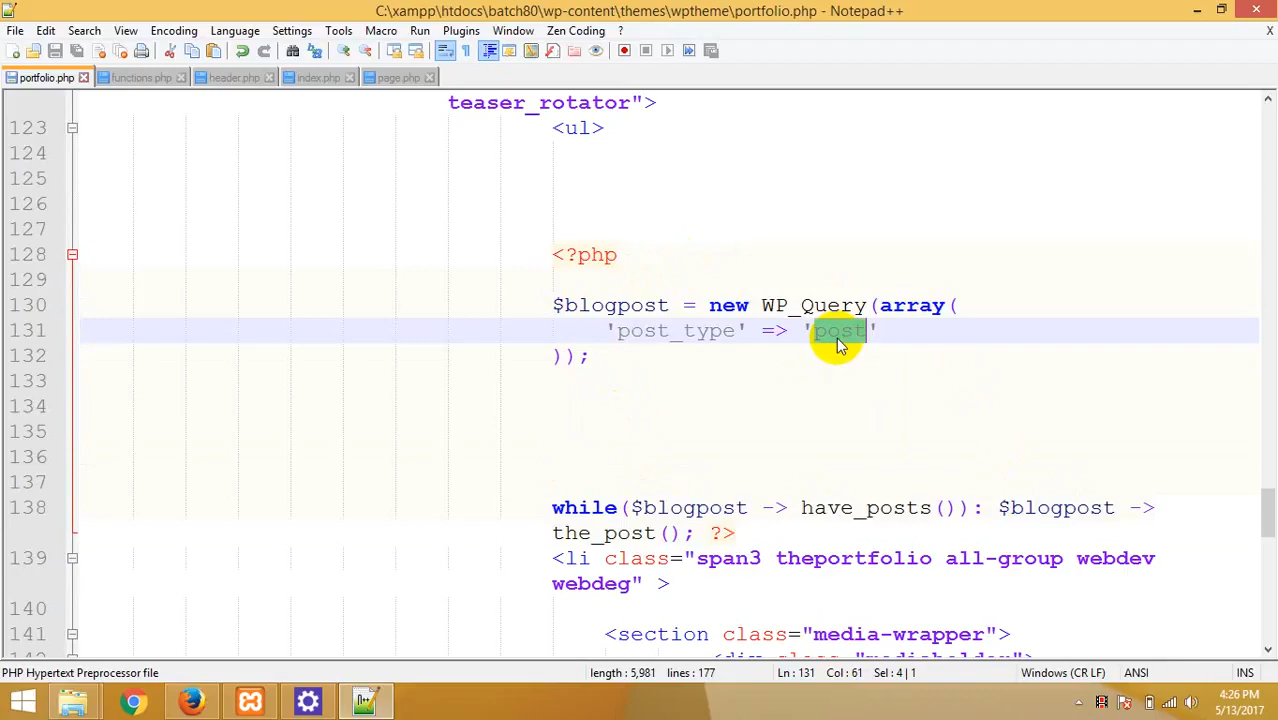 C:\xampp\htdocs\batch80\wp-content\themes\wptheme\portfolio.php - Notepad++
File Edit Search View Encoding Language Settings Tools Macro Run Plugins Window Zen Coding ? X
portfolio.php functions.php header.php index.php page.php
teaser_rotator">
123 <ul>
124
125
126
127
128 <?php
129
130 $blogpost = new WP_Query(array(
131 'post_type' => 'post'
132 ));
133
134
135
136
137
138 while($blogpost -> have_posts()): $blogpost ->
the_post(); ?>
139 <li class="span3 theportfolio all-group webdev
webdeg" >
140
141 <section class="media-wrapper">
142 <div class="mediaholder">
PHP Hypertext Preprocessor file length : 5,981 lines : 177 Ln : 131 Col : 61 Sel : 4 | 1 Windows (CR LF) ANSI INS
4:26 PM
5/13/2017